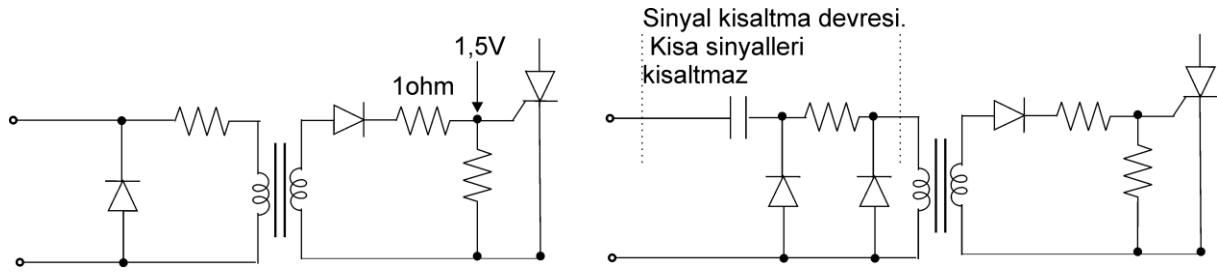 1,5V
1ohm
Sinyal kisaltma devresi.
Kisa sinyalleri
kisaltmaz